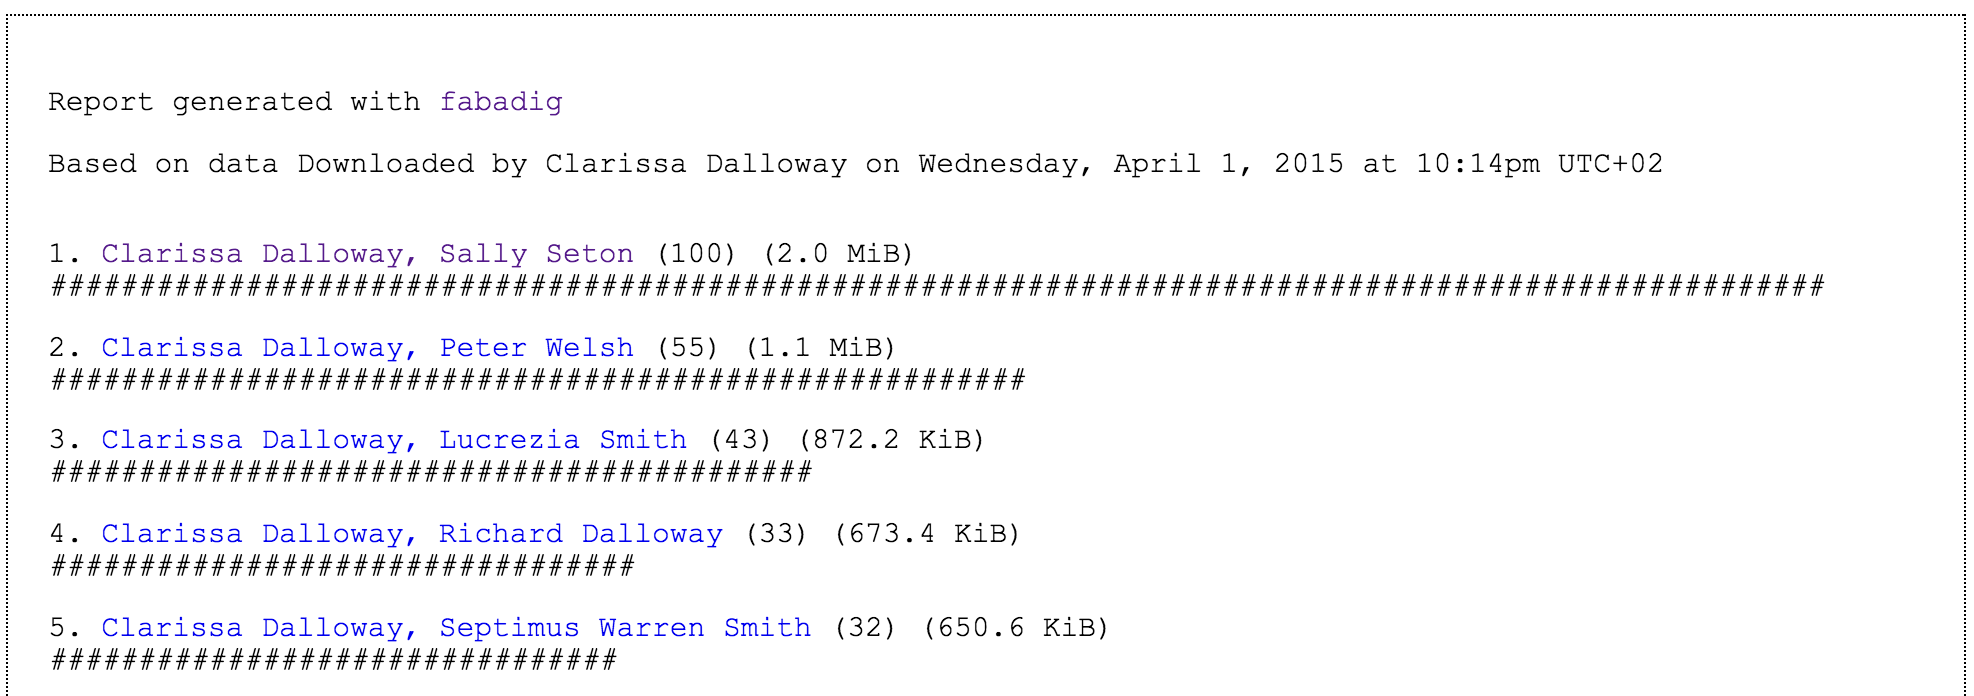 Report generated with fabadig
Based on data Downloaded by Clarissa Dalloway on Wednesday, April 1, 2015 at 10:14pm UTC+02
1. Clarissa Dalloway, Sally Seton (100) (2.0 MiB)
####################################################################################################
2. Clarissa Dalloway, Peter Welsh (55) (1.1 MiB)
#######################################################
3. Clarissa Dalloway, Lucrezia Smith (43) (872.2 KiB)
###########################################
4. Clarissa Dalloway, Richard Dalloway (33) (673.4 KiB)
#################################
5. Clarissa Dalloway, Septimus Warren Smith (32) (650.6 KiB)
################################